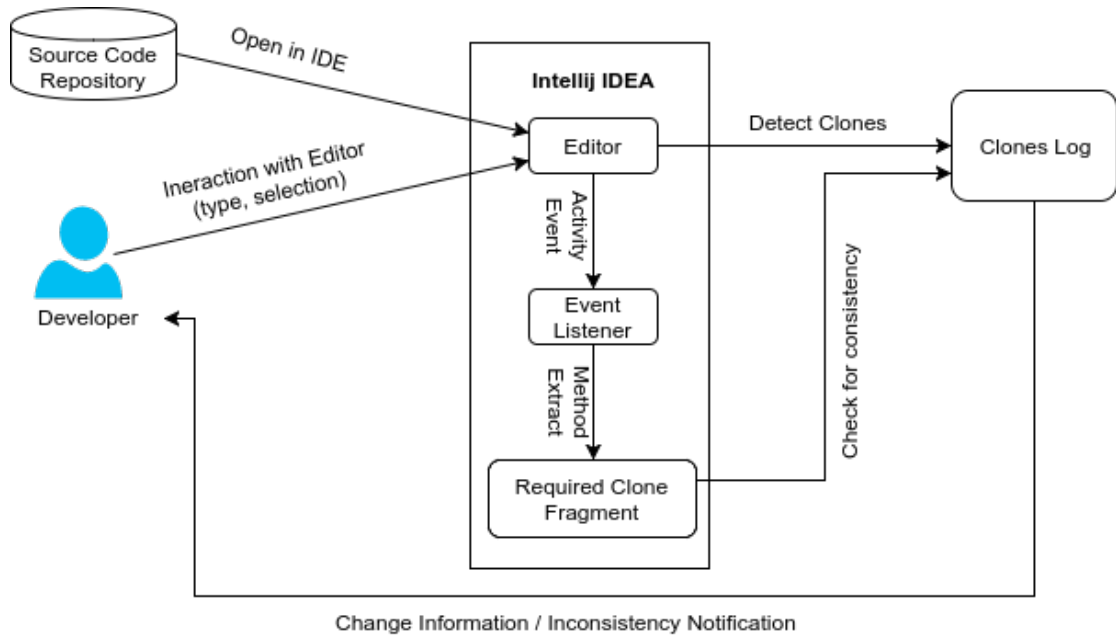 Source Code
Repository
Open in IDE
Intellij IDEA
Editor
Detect Clones
Clones Log
Ineraction with Editor
(type, selection)
Activity
Event
Developer
Event
Listener
Method
Extract
Check for consistency
Required Clone
Fragment
Change Information / Inconsistency Notification